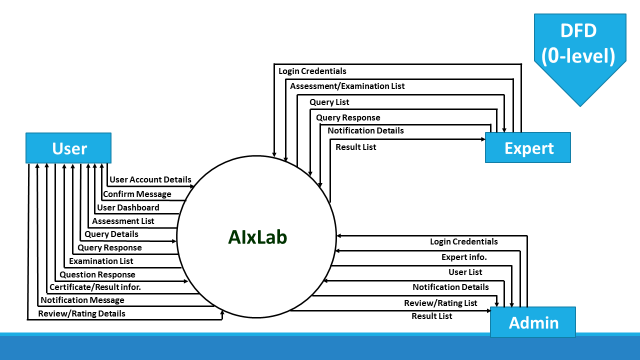 DFD
(0-level)
Login Credentials
Assessment/Examination List
Query List
Query Response
Notification Details
Result List
Expert
User
User Account Details
Confirm Message
User Dashboard
Assessment List
Query Details
Query Response
Examination List
Question Response
Certificate/Result infor.
Notification Message
Review/Rating Details
AIxLab
Login Credentials
Expert info.
User List
Notification Details
Review/Rating List
Result List
Admin